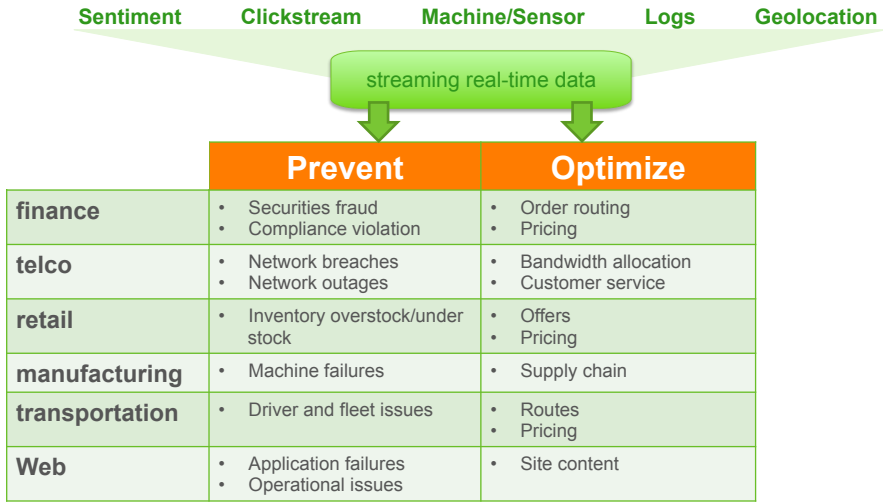 Sentiment Clickstream Machine/Sensor Logs Geolocation
streaming real-time data
Prevent Optimize
finance
• Securities fraud
• Compliance violation
• Order routing
• Pricing
telco
• Network breaches
• Network outages
• Bandwidth allocation
• Customer service
retail
• Inventory overstock/under
stock
• Offers
• Pricing
manufacturing
• Machine failures
• Supply chain
transportation
• Driver and fleet issues
• Routes
• Pricing
Web
• Application failures
• Operational issues
• Site content